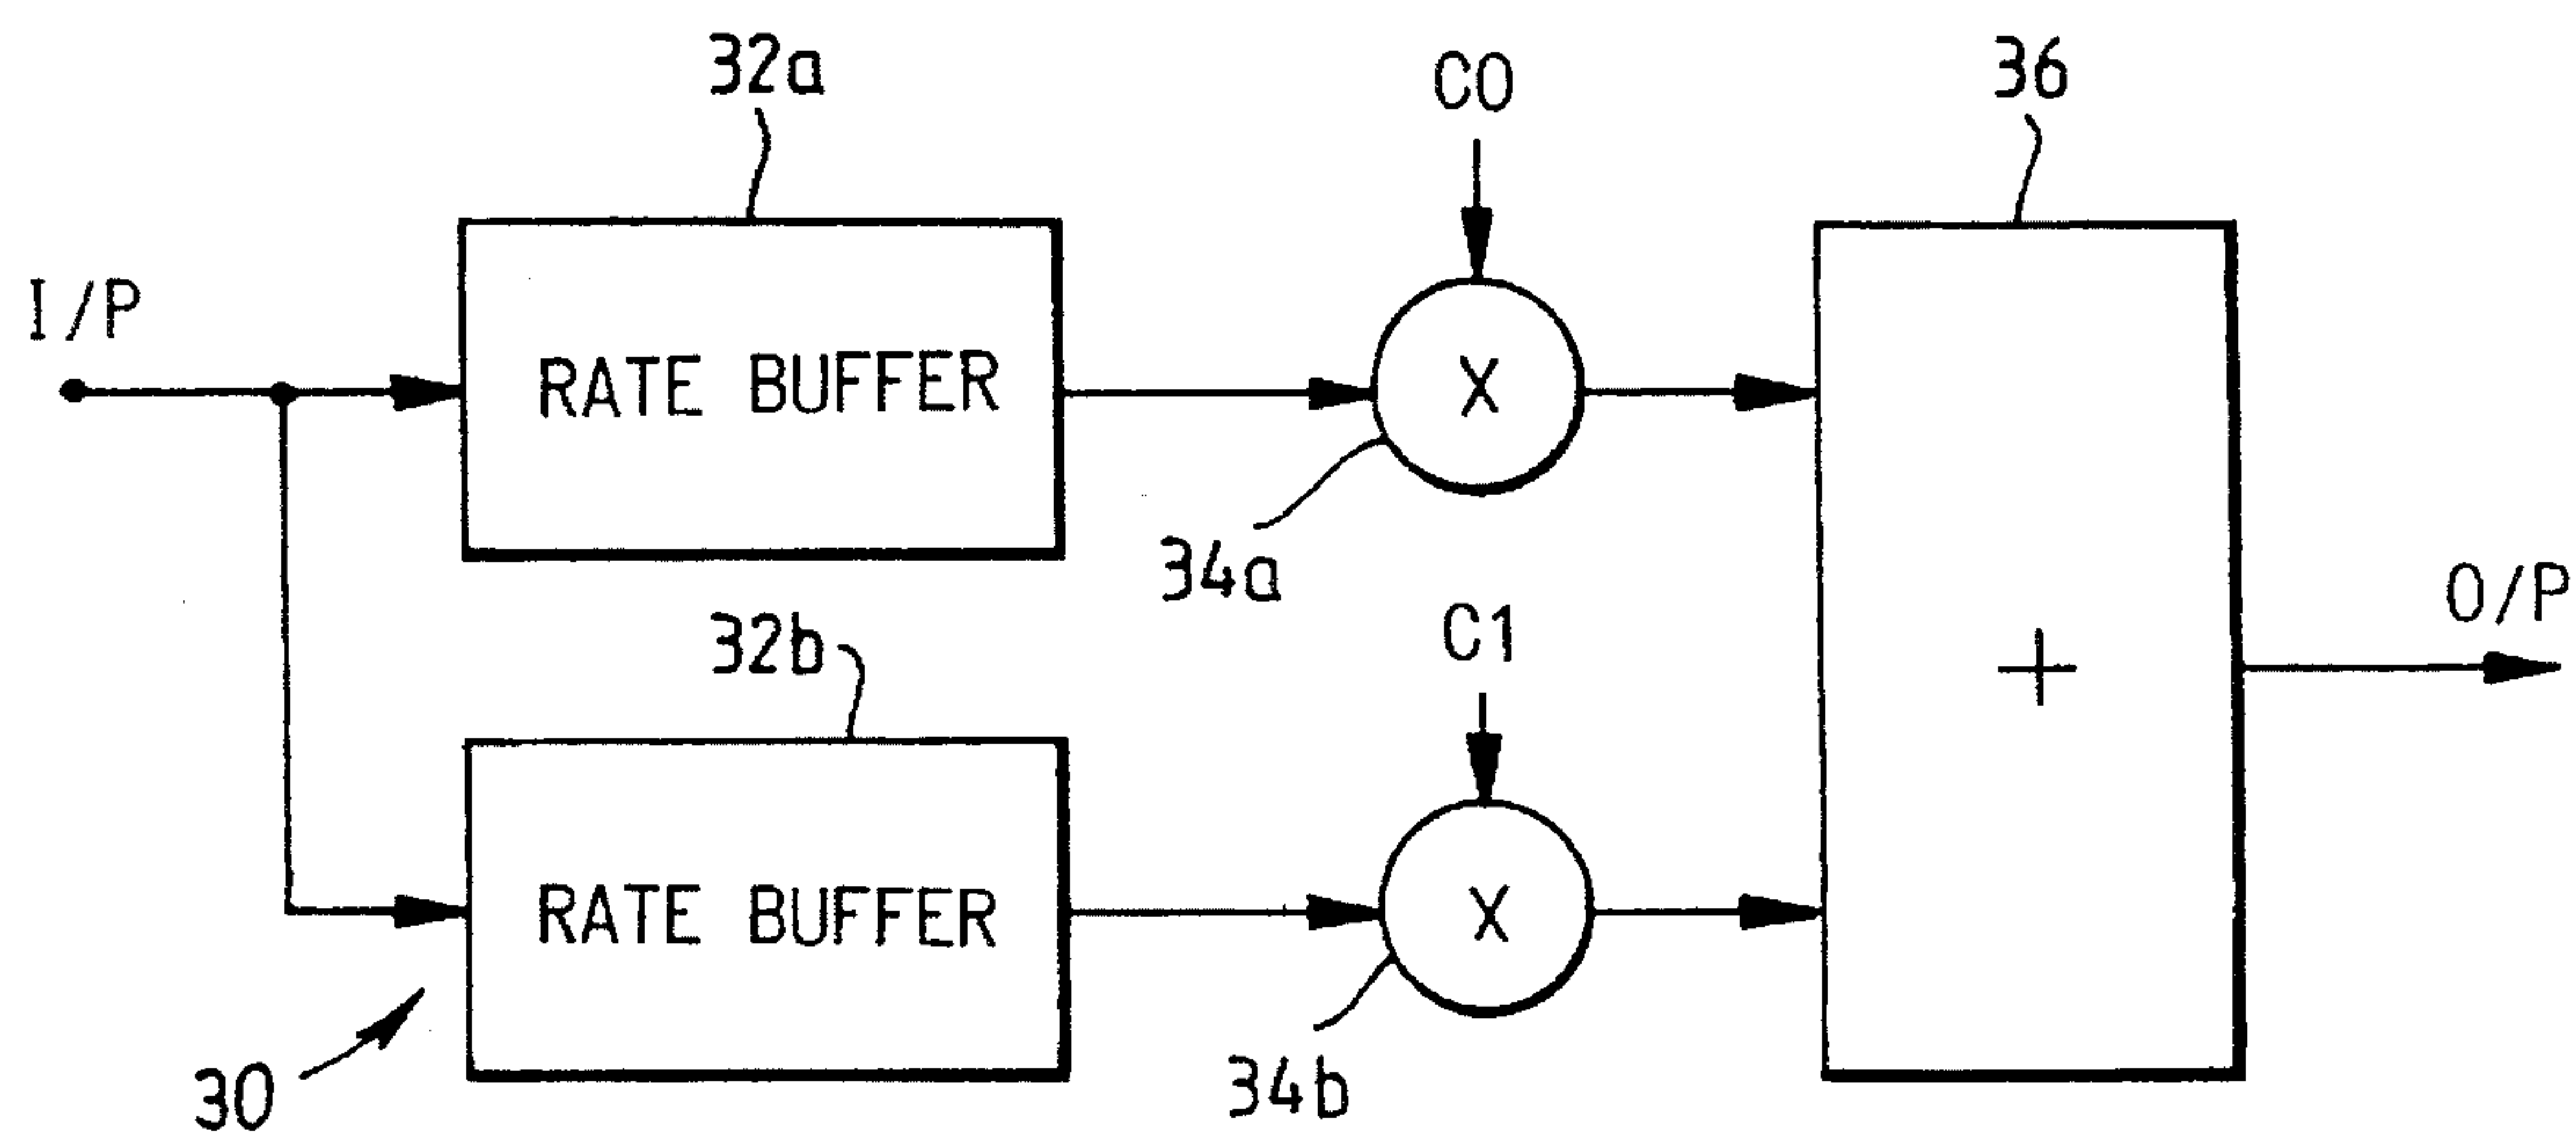 32a
C0
36
I/P
RATE BUFFER
X
34a
O/P
32b
C1
+
RATE BUFFER
X
30
34b